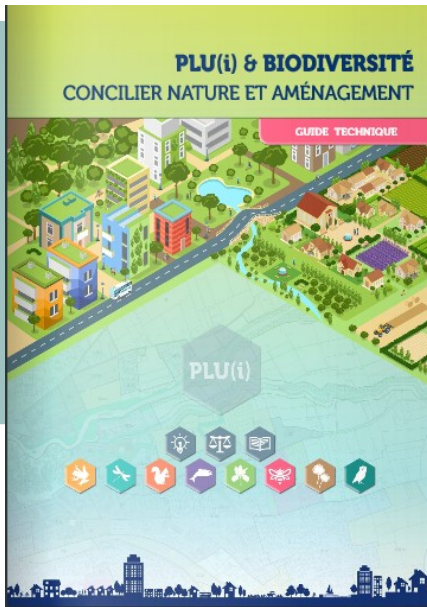 PLU(i) & BIODIVERSITÉ
CONCILIER NATURE ET AMÉNAGEMENT
GUIDE TECHNIQUE
PLU(i)